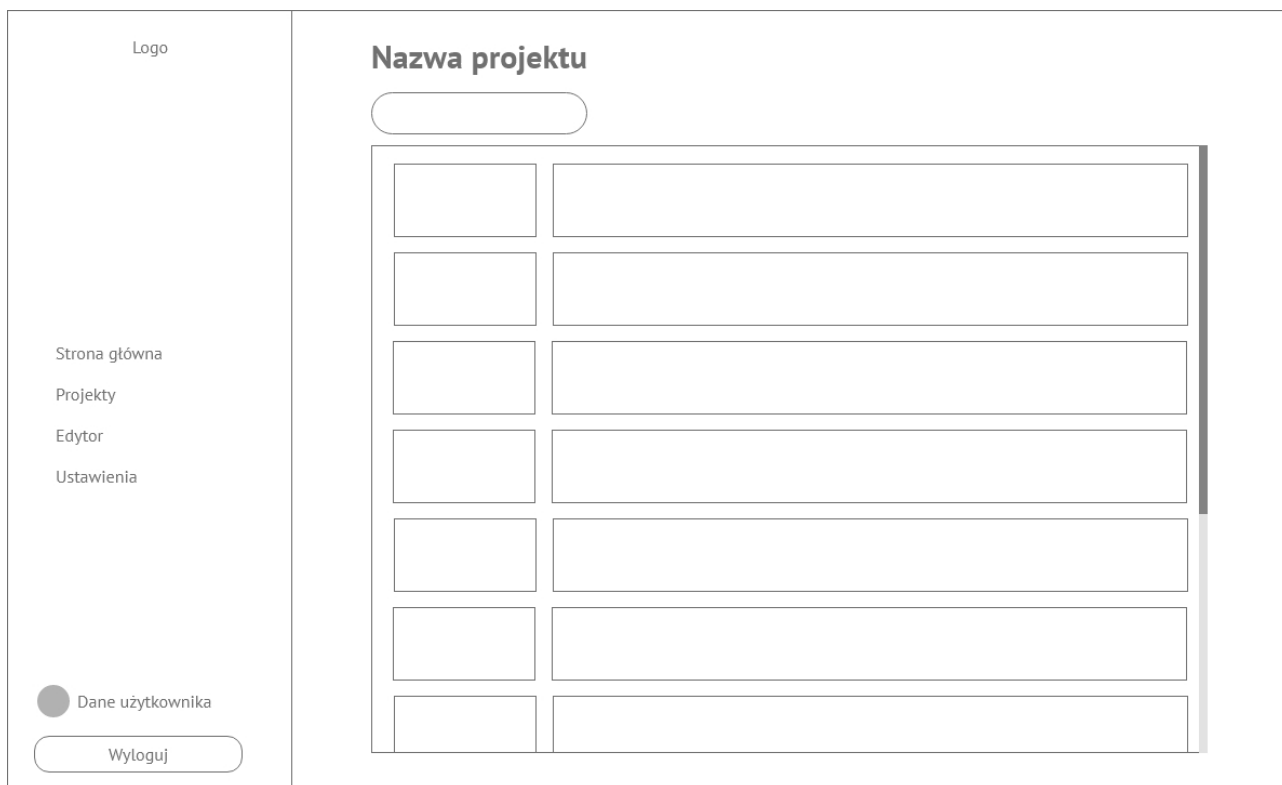 Logo
Nazwa projektu
Strona główna
Projekty
Edytor
Ustawienia
Dane użytkownika
Wyloguj